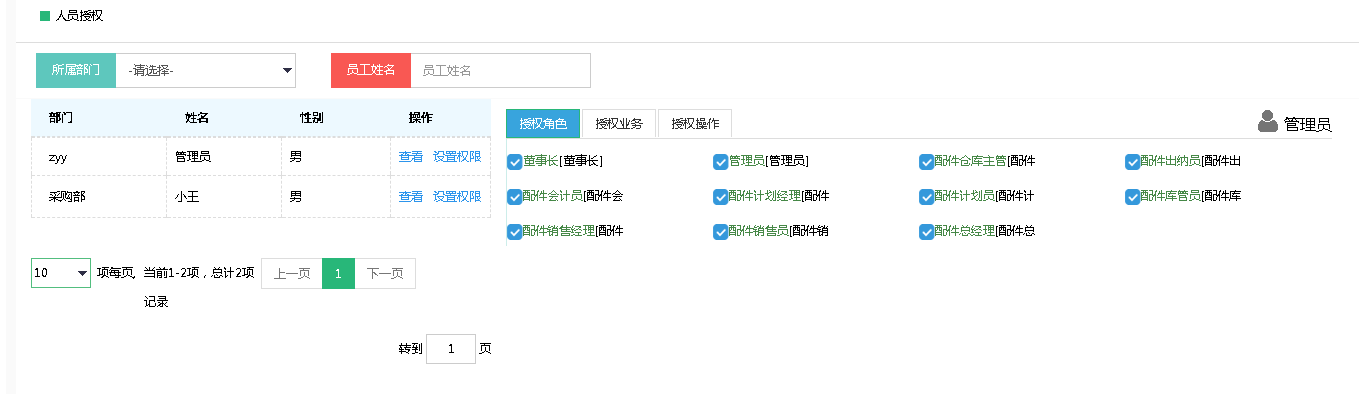 人员授权
所属部门 -请选择- 员工姓名 员工姓名
部门 姓名 性别 操作
zyy 管理员 男 查看 设置权限
采购部 小王 男 查看 设置权限
10 项每页, 当前1-2项，总计2项 上一页 1 下一页
记录
转到 1 页
授权角色 授权业务 授权操作 管理员
董事长[董事长] 管理员[管理员] 配件仓库主管[配件 配件出纳员[配件出
配件会计员[配件会 配件计划经理[配件 配件计划员[配件计 配件库管员[配件库
配件销售经理[配件 配件销售员[配件销 配件总经理[配件总